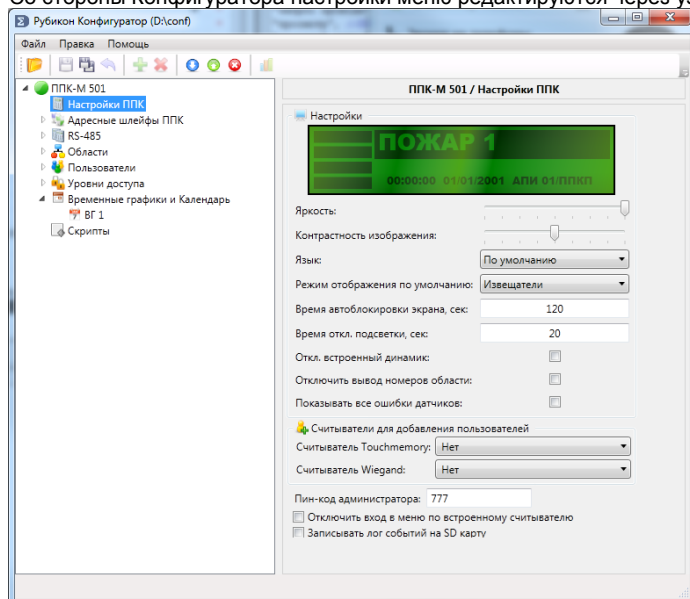 Со стороны Конфигуратора настройки меню редактируются через
Рубикон Конфигуратор (D:\conf)
Файл Правка Помощь
ППК-М 501
Настройки ППК
Адресные шлейфы ППК
RS-485
Области
Пользователи
Уровни доступа
Временные графики и Календарь
ВГ 1
Скрипты
ППК-М 501 / Настройки ППК
Настройки
ПОЖАР 1
00:00:00 01/01/2001 АПИ 01/ППКП
Яркость:
Контрастность изображения:
Язык: По умолчанию
Режим отображения по умолчанию: Извещатели
Время автоблокировки экрана, сек: 120
Время откл. подсветки, сек: 20
Откл. встроенный динамик:
Отключить вывод номеров области:
Показывать все ошибки датчиков:
Считыватели для добавления пользователей
Считыватель Touchmemory: Нет
Считыватель Wiegand: Нет
Пин-код администратора: 777
Отключить вход в меню по встроенному считывателю
Записывать лог событий на SD карту